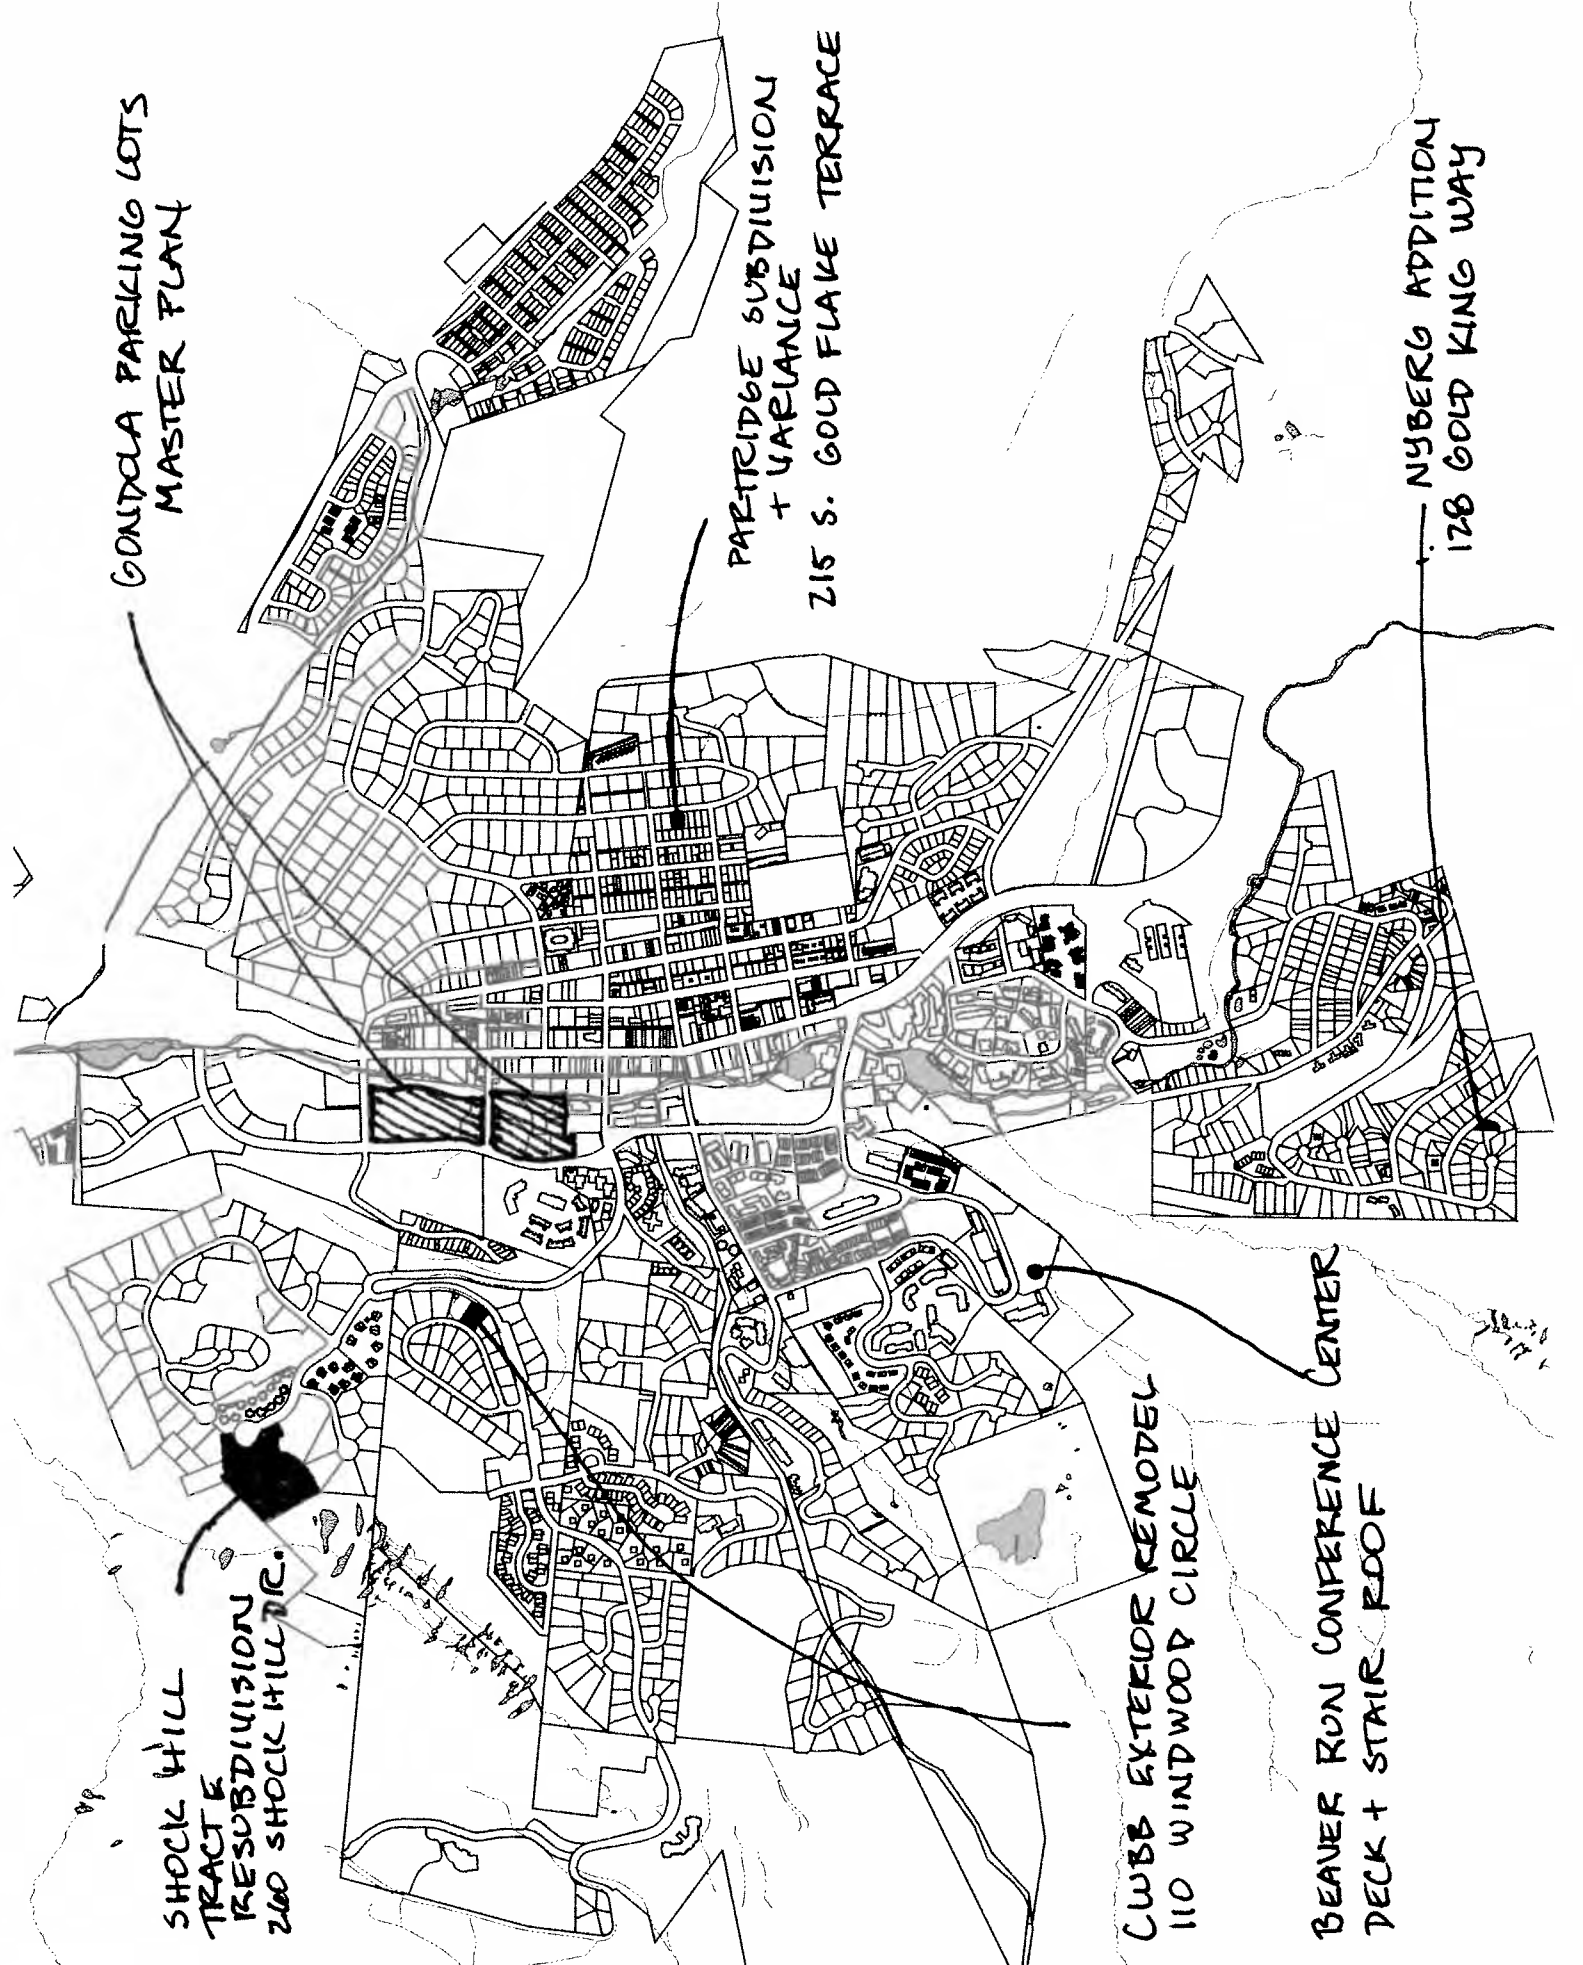 GONDOLA PARKING LOTS
MASTER PLAN
PARTRIDGE SUBDIVISION
+ VARIANCE
215 S. GOLD FLAKE TERRACE
NYBERG ADDITION
128 GOLD KING WAY
SHOCK HILL
TRACT E
RESUBDIVISION
260 SHOCK HILL DR.
CLUBB EXTERIOR REMODEL
110 WINDWOOD CIRCLE
BEAVER RUN CONFERENCE CENTER
DECK + STAIR ROOF